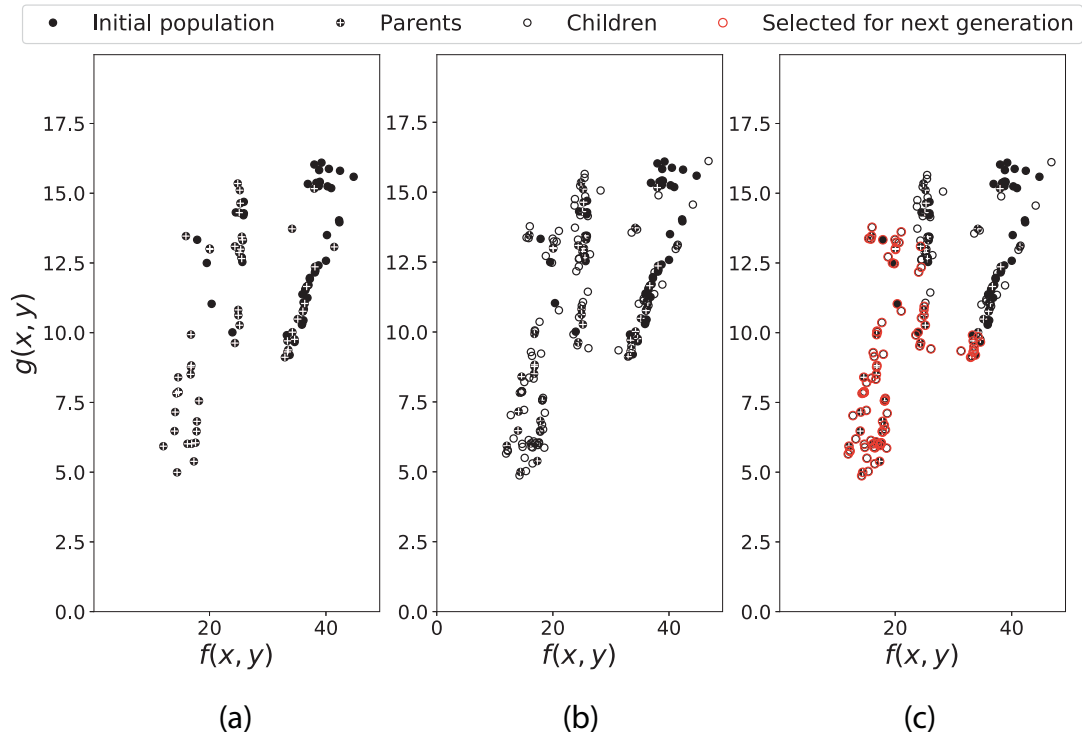 Initial population Parents Children Selected for next generation
g(x, y)
17.5
15.0
12.5
10.0
7.5
5.0
2.5
0.0
20 40
f(x, y)
(a)
17.5
15.0
12.5
10.0
7.5
5.0
2.5
0.0
0 20 40
f(x, y)
(b)
17.5
15.0
12.5
10.0
7.5
5.0
2.5
0.0
20 40
f(x, y)
(c)